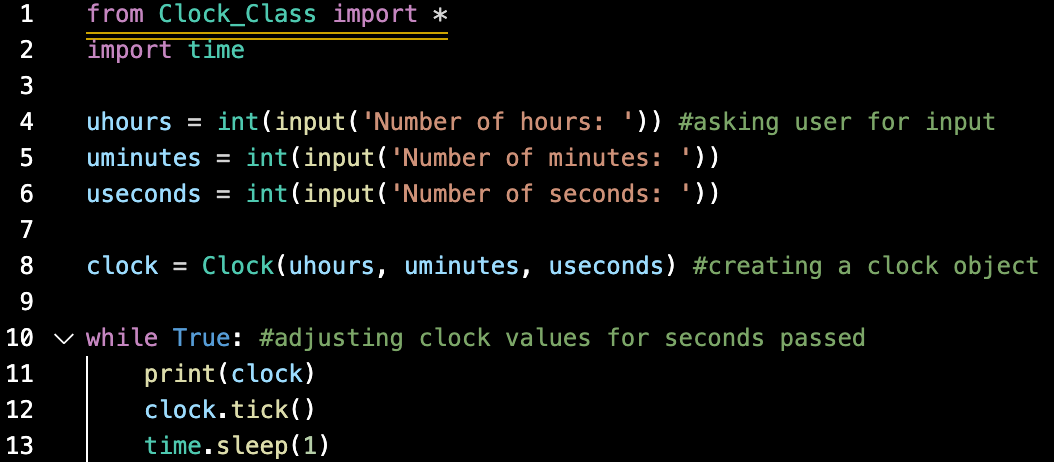 1 from Clock_Class import *
2 import time
3
4 uhours = int(input('Number of hours: ')) #asking user for input
5 uminutes = int(input('Number of minutes: '))
6 useconds = int(input('Number of seconds: '))
7
8 clock = Clock(uhours, uminutes, useconds) #creating a clock object
9
10 while True: #adjusting clock values for seconds passed
11     print(clock)
12     clock.tick()
13     time.sleep(1)